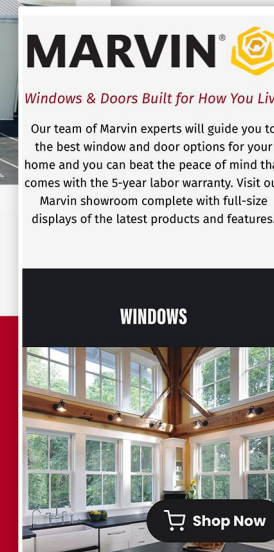 MARVIN®
Windows & Doors Built for How You Liv
Our team of Marvin experts will guide you to
the best window and door options for your
home and you can beat the peace of mind tha
comes with the 5-year labor warranty. Visit ou
Marvin showroom complete with full-size
displays of the latest products and features.
WINDOWS
Shop Now